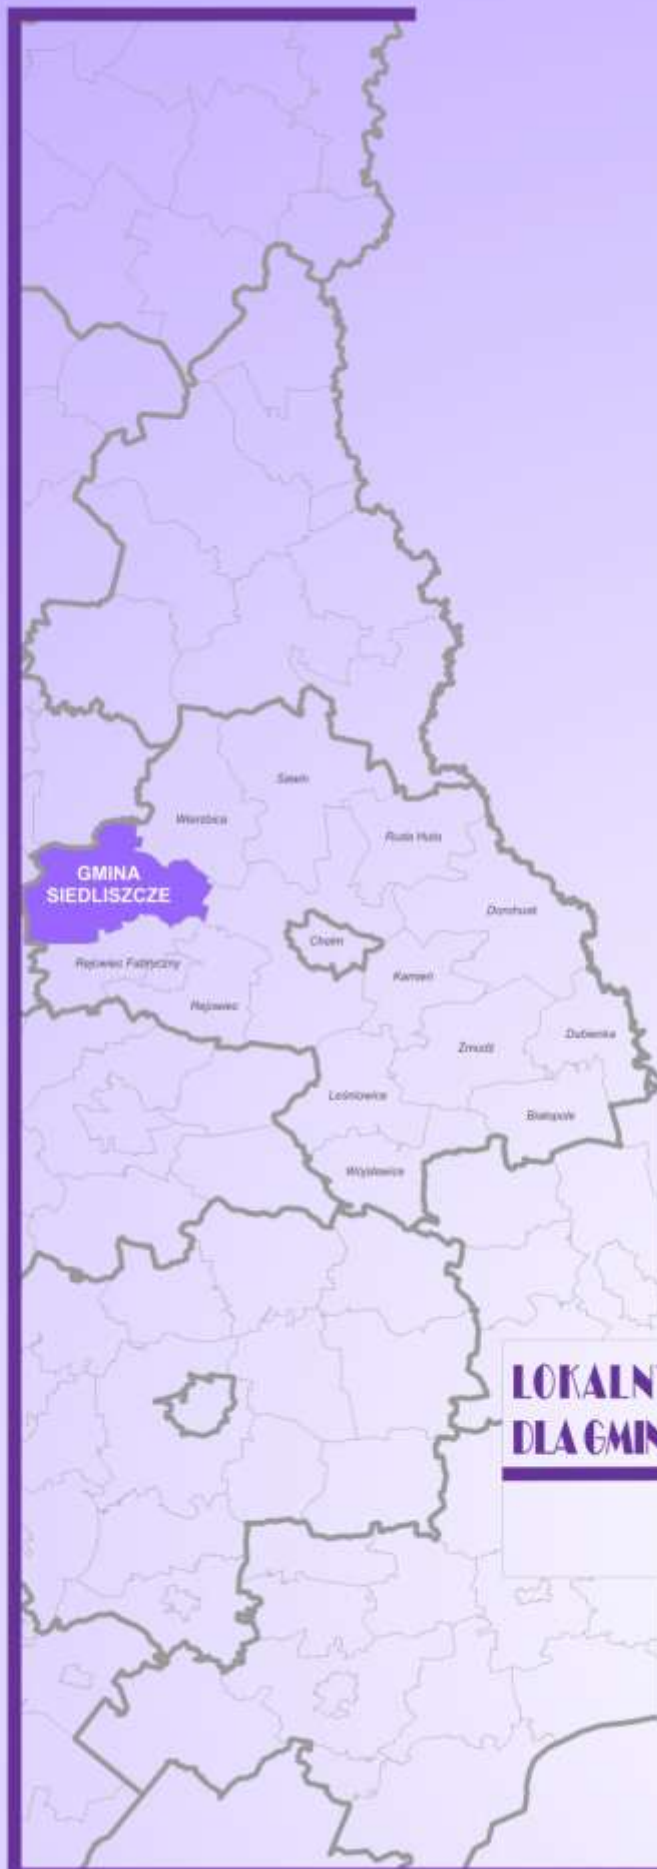 Sawin
Wierzbica
Ruda Huta
GMINA
SIEDLISZCZE
Dorohusk
Chełm
Rejowiec Fabryczny
Kamień
Rejowiec
Dubienka
Żmudź
Leśniowice
Białopole
Wojsławice
LOKALN
DLA GMIN